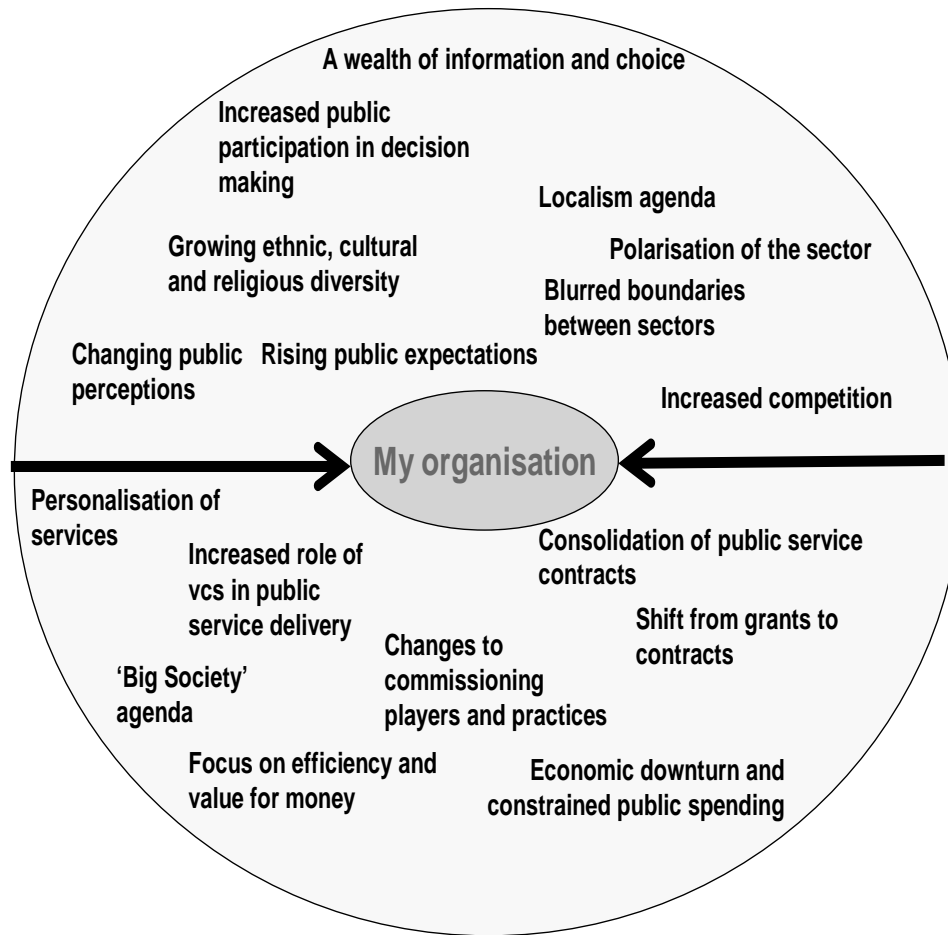 A wealth of information and choice
Increased public
participation in decision
making
Localism agenda
Growing ethnic, cultural
and religious diversity
Polarisation of the sector
Blurred boundaries
between sectors
Changing public
perceptions
Rising public expectations
Increased competition
My organisation
Personalisation of
services
Increased role of
vcs in public
service delivery
Consolidation of public service
contracts
Shift from grants to
contracts
Changes to
commissioning
players and practices
‘Big Society’
agenda
Focus on efficiency and
value for money
Economic downturn and
constrained public spending